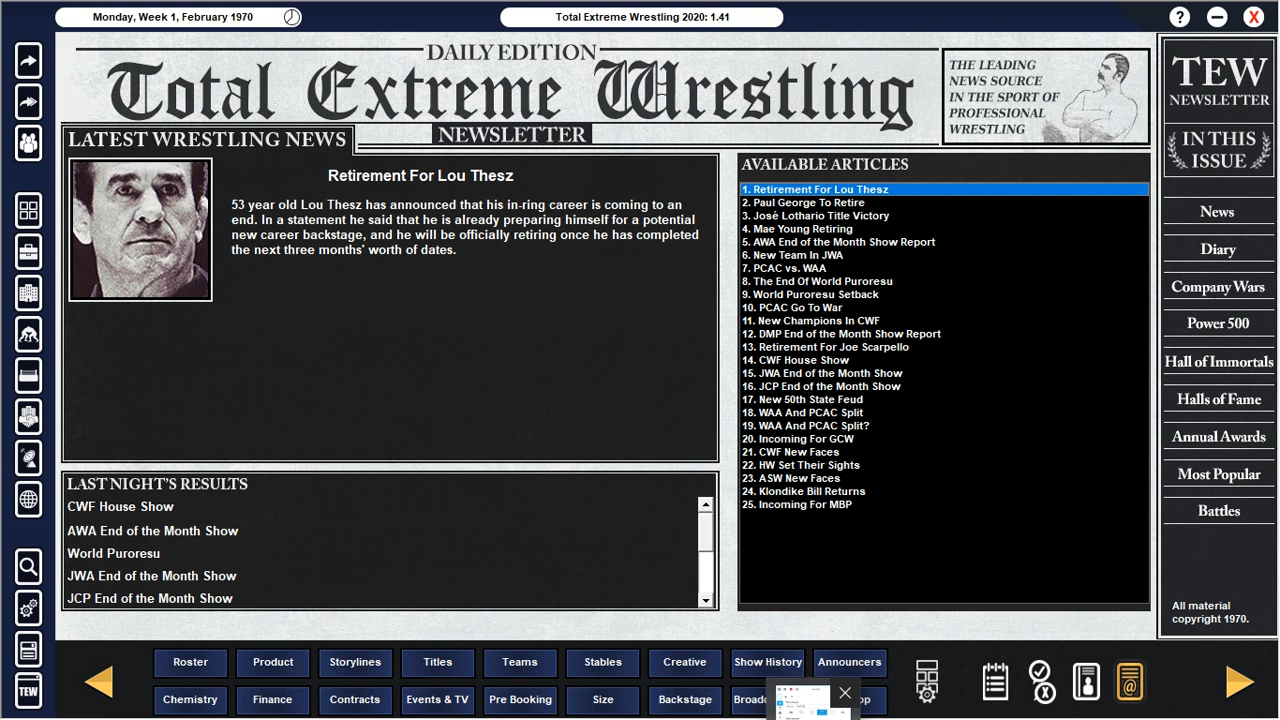 Monday, Week 1, February 1970
Total Extreme Wrestling 2020: 1.41
? X
DAILY EDITION
Total Extreme Wrestling
NEWSLETTER
THE LEADING
NEWS SOURCE
IN THE SPORT OF
PROFESSIONAL
WRESTLING
TEW
NEWSLETTER
IN THIS
ISSUE
News
Diary
Company Wars
Power 500
Hall of Immortals
Halls of Fame
Annual Awards
Most Popular
Battles
All material
copyright 1970.
LATEST WRESTLING NEWS
Retirement For Lou Thesz
53 year old Lou Thesz has announced that his in-ring career is coming to an
end. In a statement he said that he is already preparing himself for a potential
new career backstage, and he will be officially retiring once he has completed
the next three months' worth of dates.
AVAILABLE ARTICLES
1. Retirement For Lou Thesz
2. Paul George To Retire
3. José Lothario Title Victory
4. Mae Young Retiring
5. AWA End of the Month Show Report
6. New Team In JWA
7. PCAC vs. WAA
8. The End Of World Puroresu
9. World Puroresu Setback
10. PCAC Go To War
11. New Champions In CWF
12. DMP End of the Month Show Report
13. Retirement For Joe Scarpello
14. CWF House Show
15. JWA End of the Month Show
16. JCP End of the Month Show
17. New 50th State Feud
18. WAA And PCAC Split
19. WAA And PCAC Split?
20. Incoming For GCW
21. CWF New Faces
22. HW Set Their Sights
23. ASW New Faces
24. Klondike Bill Returns
25. Incoming For MBP
LAST NIGHT'S RESULTS
CWF House Show
AWA End of the Month Show
World Puroresu
JWA End of the Month Show
JCP End of the Month Show
TEW
Roster Product Storylines Titles Teams Stables Creative Show History Announcers
Chemistry Finance Contracts Events & TV Pre Booking Size Backstage